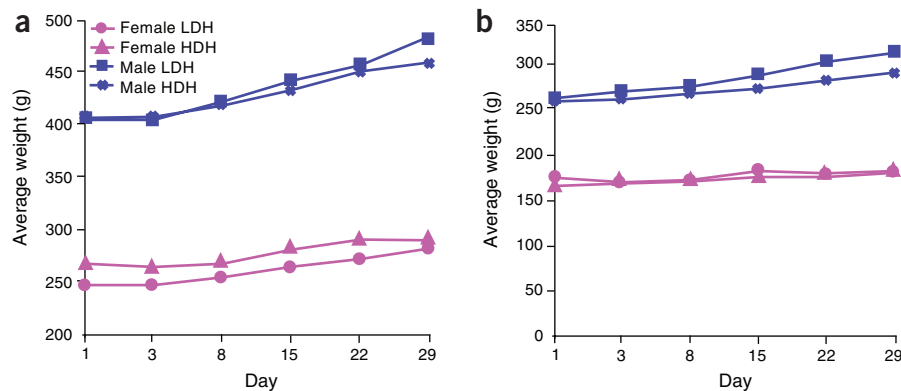 a
Female LDH
Female HDH
Male LDH
Male HDH
500
450
400
350
300
250
200
Average weight (g)
1 3 8 15 22 29
Day
b
350
300
250
200
150
100
50
0
Average weight (g)
1 3 8 15 22 29
Day